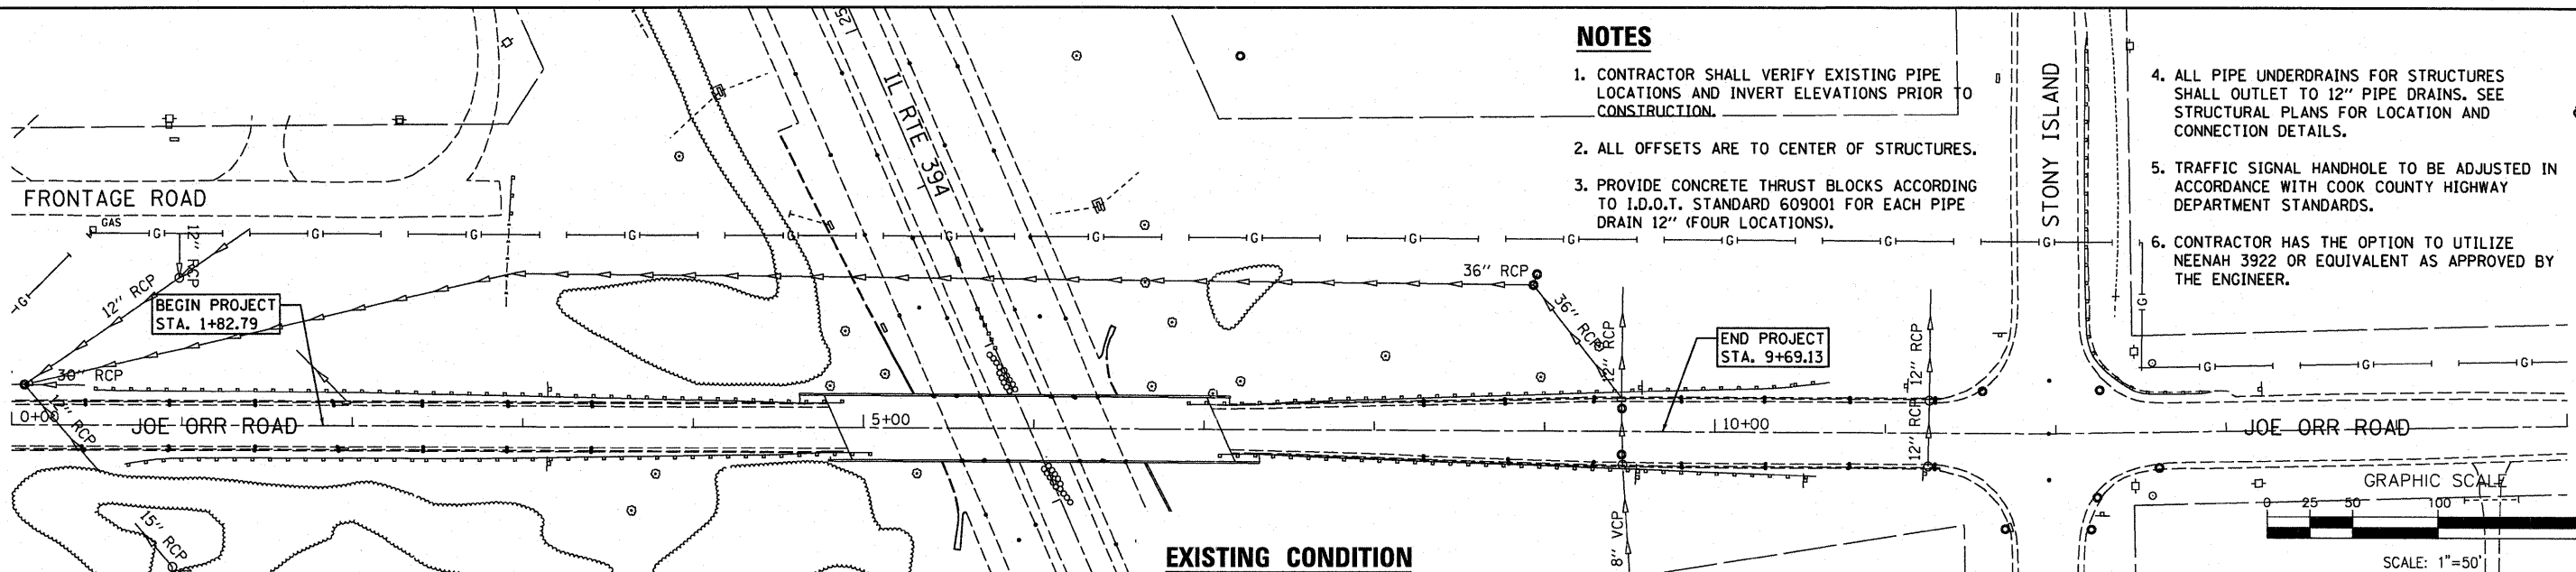 NOTES
1. CONTRACTOR SHALL VERIFY EXISTING PIPE
LOCATIONS AND INVERT ELEVATIONS PRIOR TO
CONSTRUCTION.
2. ALL OFFSETS ARE TO CENTER OF STRUCTURES.
3. PROVIDE CONCRETE THRUST BLOCKS ACCORDING
TO I.D.O.T. STANDARD 609001 FOR EACH PIPE
DRAIN 12" (FOUR LOCATIONS).
4. ALL PIPE UNDERDRAINS FOR STRUCTURES
SHALL OUTLET TO 12" PIPE DRAINS. SEE
STRUCTURAL PLANS FOR LOCATION AND
CONNECTION DETAILS.
5. TRAFFIC SIGNAL HANDHOLE TO BE ADJUSTED IN
ACCORDANCE WITH COOK COUNTY HIGHWAY
DEPARTMENT STANDARDS.
6. CONTRACTOR HAS THE OPTION TO UTILIZE
NEENAH 3922 OR EQUIVALENT AS APPROVED BY
THE ENGINEER.
25
IL RTE 394
STONY ISLAND
FRONTAGE ROAD
GAS
G G G G G G G G G G G G G
12" RCP
12" RCP
G
BEGIN PROJECT
STA. 1+82.79
36" RCP
36" RCP
12" RCP
12" RCP
END PROJECT
STA. 9+69.13
G
G G G
30" RCP
12" RCP
0+00
JOE ORR ROAD
5+00
10+00
12" RCP
JOE ORR ROAD
15" RCP
8" VCP
EXISTING CONDITION
GRAPHIC SCALE
0 25 50 100
SCALE: 1"=50'